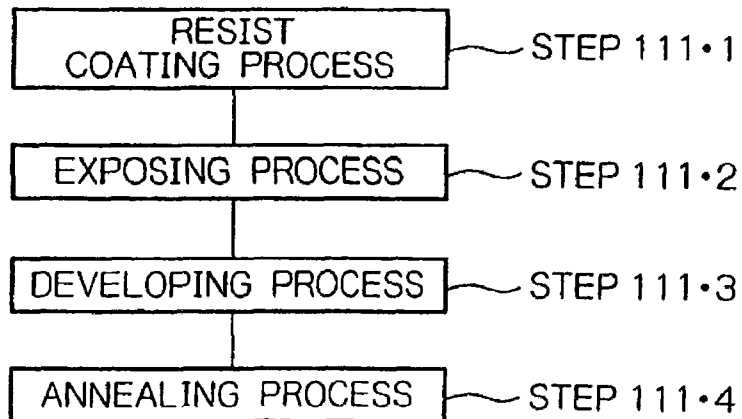 RESIST
COATING PROCESS
STEP 111•1
EXPOSING PROCESS
STEP 111•2
DEVELOPING PROCESS
STEP 111•3
ANNEALING PROCESS
STEP 111•4